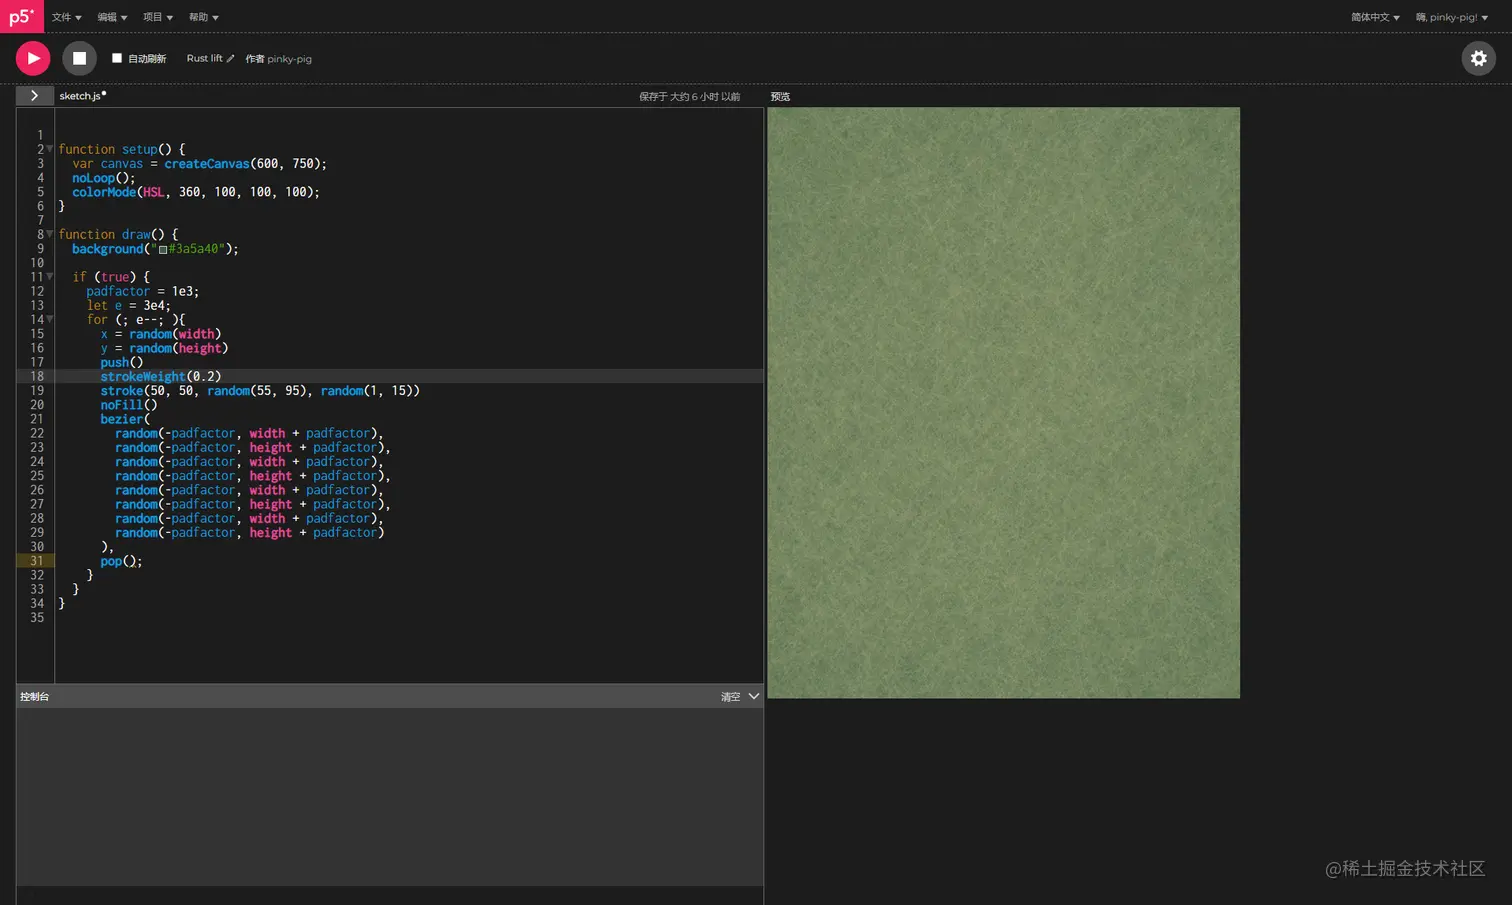 p5* 文件 编辑 项目 帮助 简体中文 嗨, pinky-pig!
自动刷新 Rust lift 作者 pinky-pig
sketch.js 保存于 大约 6 小时 以前 预览
1
2 function setup() {
3   var canvas = createCanvas(600, 750);
4   noLoop();
5   colorMode(HSL, 360, 100, 100, 100);
6 }
7
8 function draw() {
9   background("#3a5a40");
10
11   if (true) {
12     padfactor = 1e3;
13     let e = 3e4;
14     for (; e--; ){
15       x = random(width)
16       y = random(height)
17       push()
18       strokeWeight(0.2)
19       stroke(50, 50, random(55, 95), random(1, 15))
20       noFill()
21       bezier(
22         random(-padfactor, width + padfactor),
23         random(-padfactor, height + padfactor),
24         random(-padfactor, width + padfactor),
25         random(-padfactor, height + padfactor),
26         random(-padfactor, width + padfactor),
27         random(-padfactor, height + padfactor),
28         random(-padfactor, width + padfactor),
29         random(-padfactor, height + padfactor)
30       ),
31       pop();
32     }
33   }
34 }
35
控制台 清空
@稀土掘金技术社区